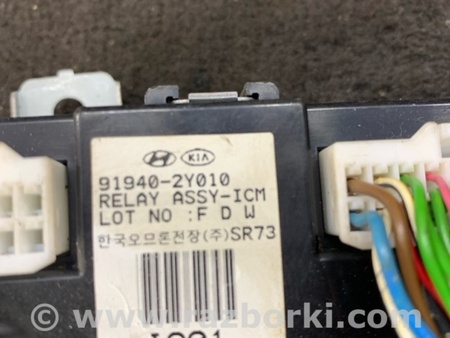 KIA
91940-2Y010
RELAY ASSY-ICM
LOT NO :F D W
한국오므론전장(주)SR73
www.razborki.com